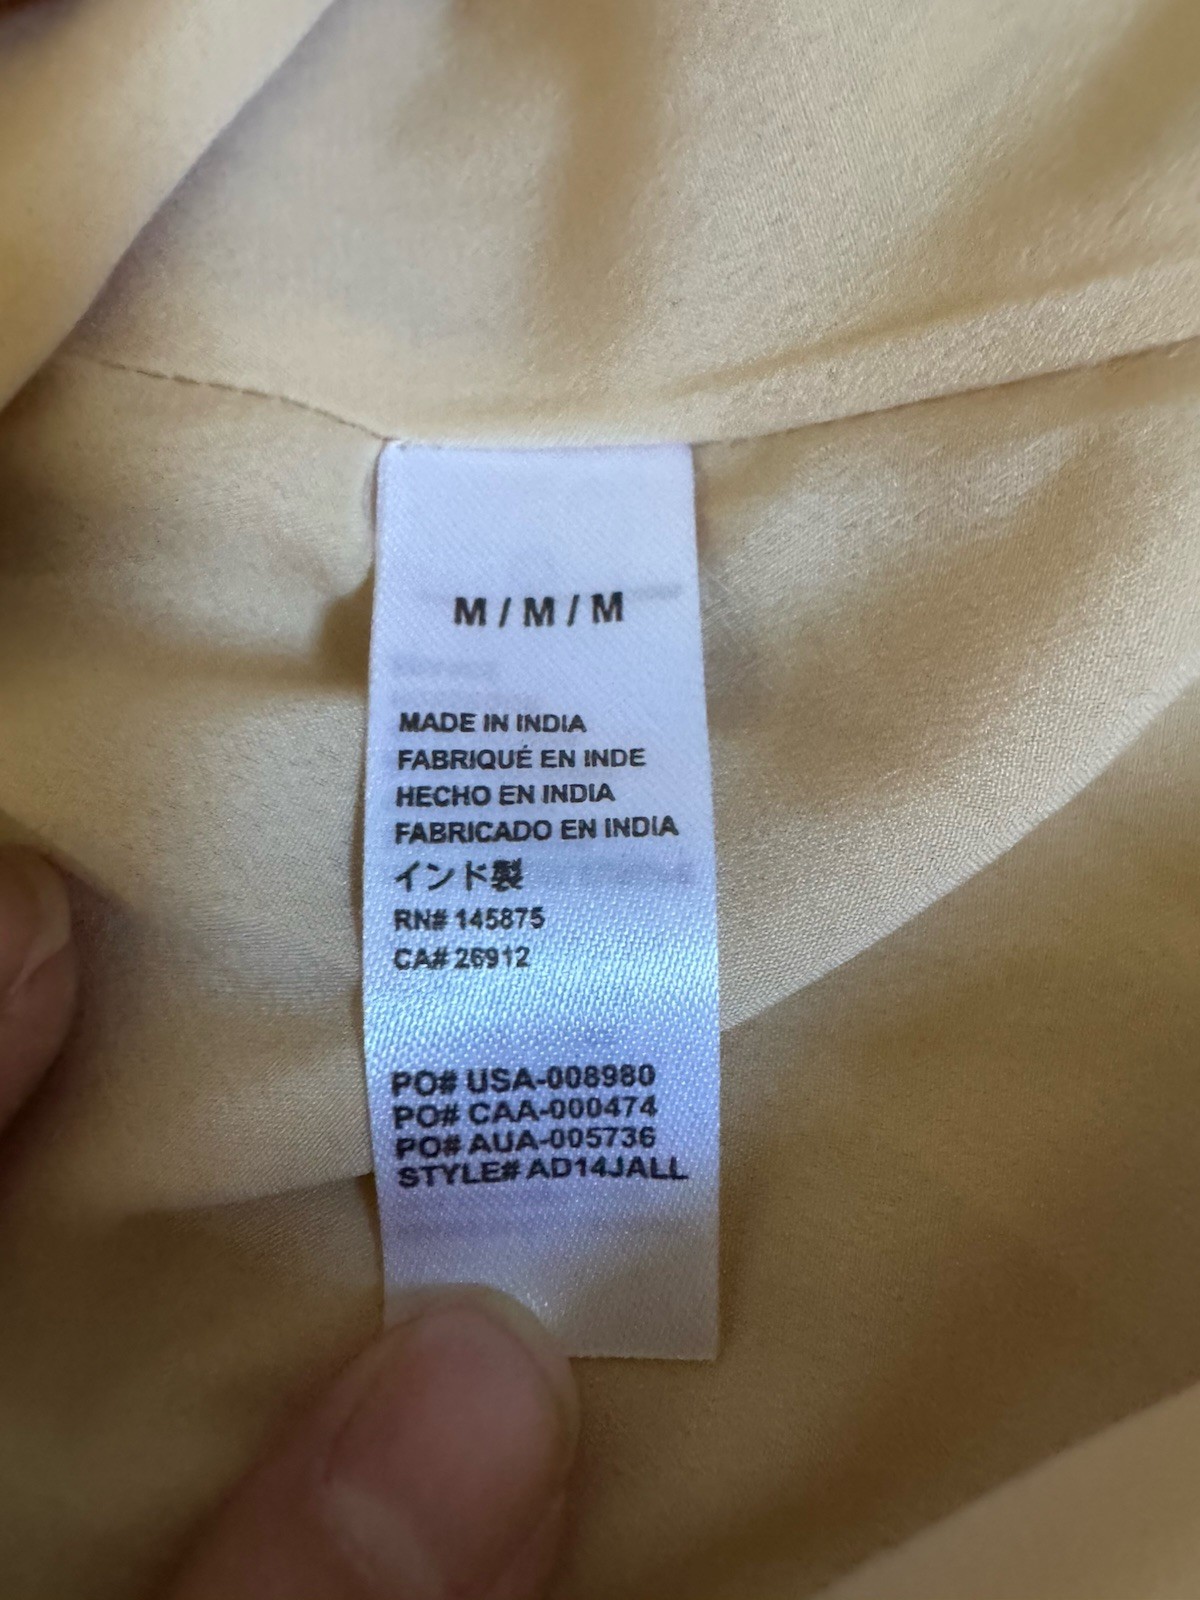 M / M / M
MADE IN INDIA
FABRIQUÉ EN INDE
HECHO EN INDIA
FABRICADO EN INDIA
インド製
RN# 145875
CA# 26912
PO# USA-008980
PO# CAA-000474
PO# AUA-005736
STYLE# AD14JALL